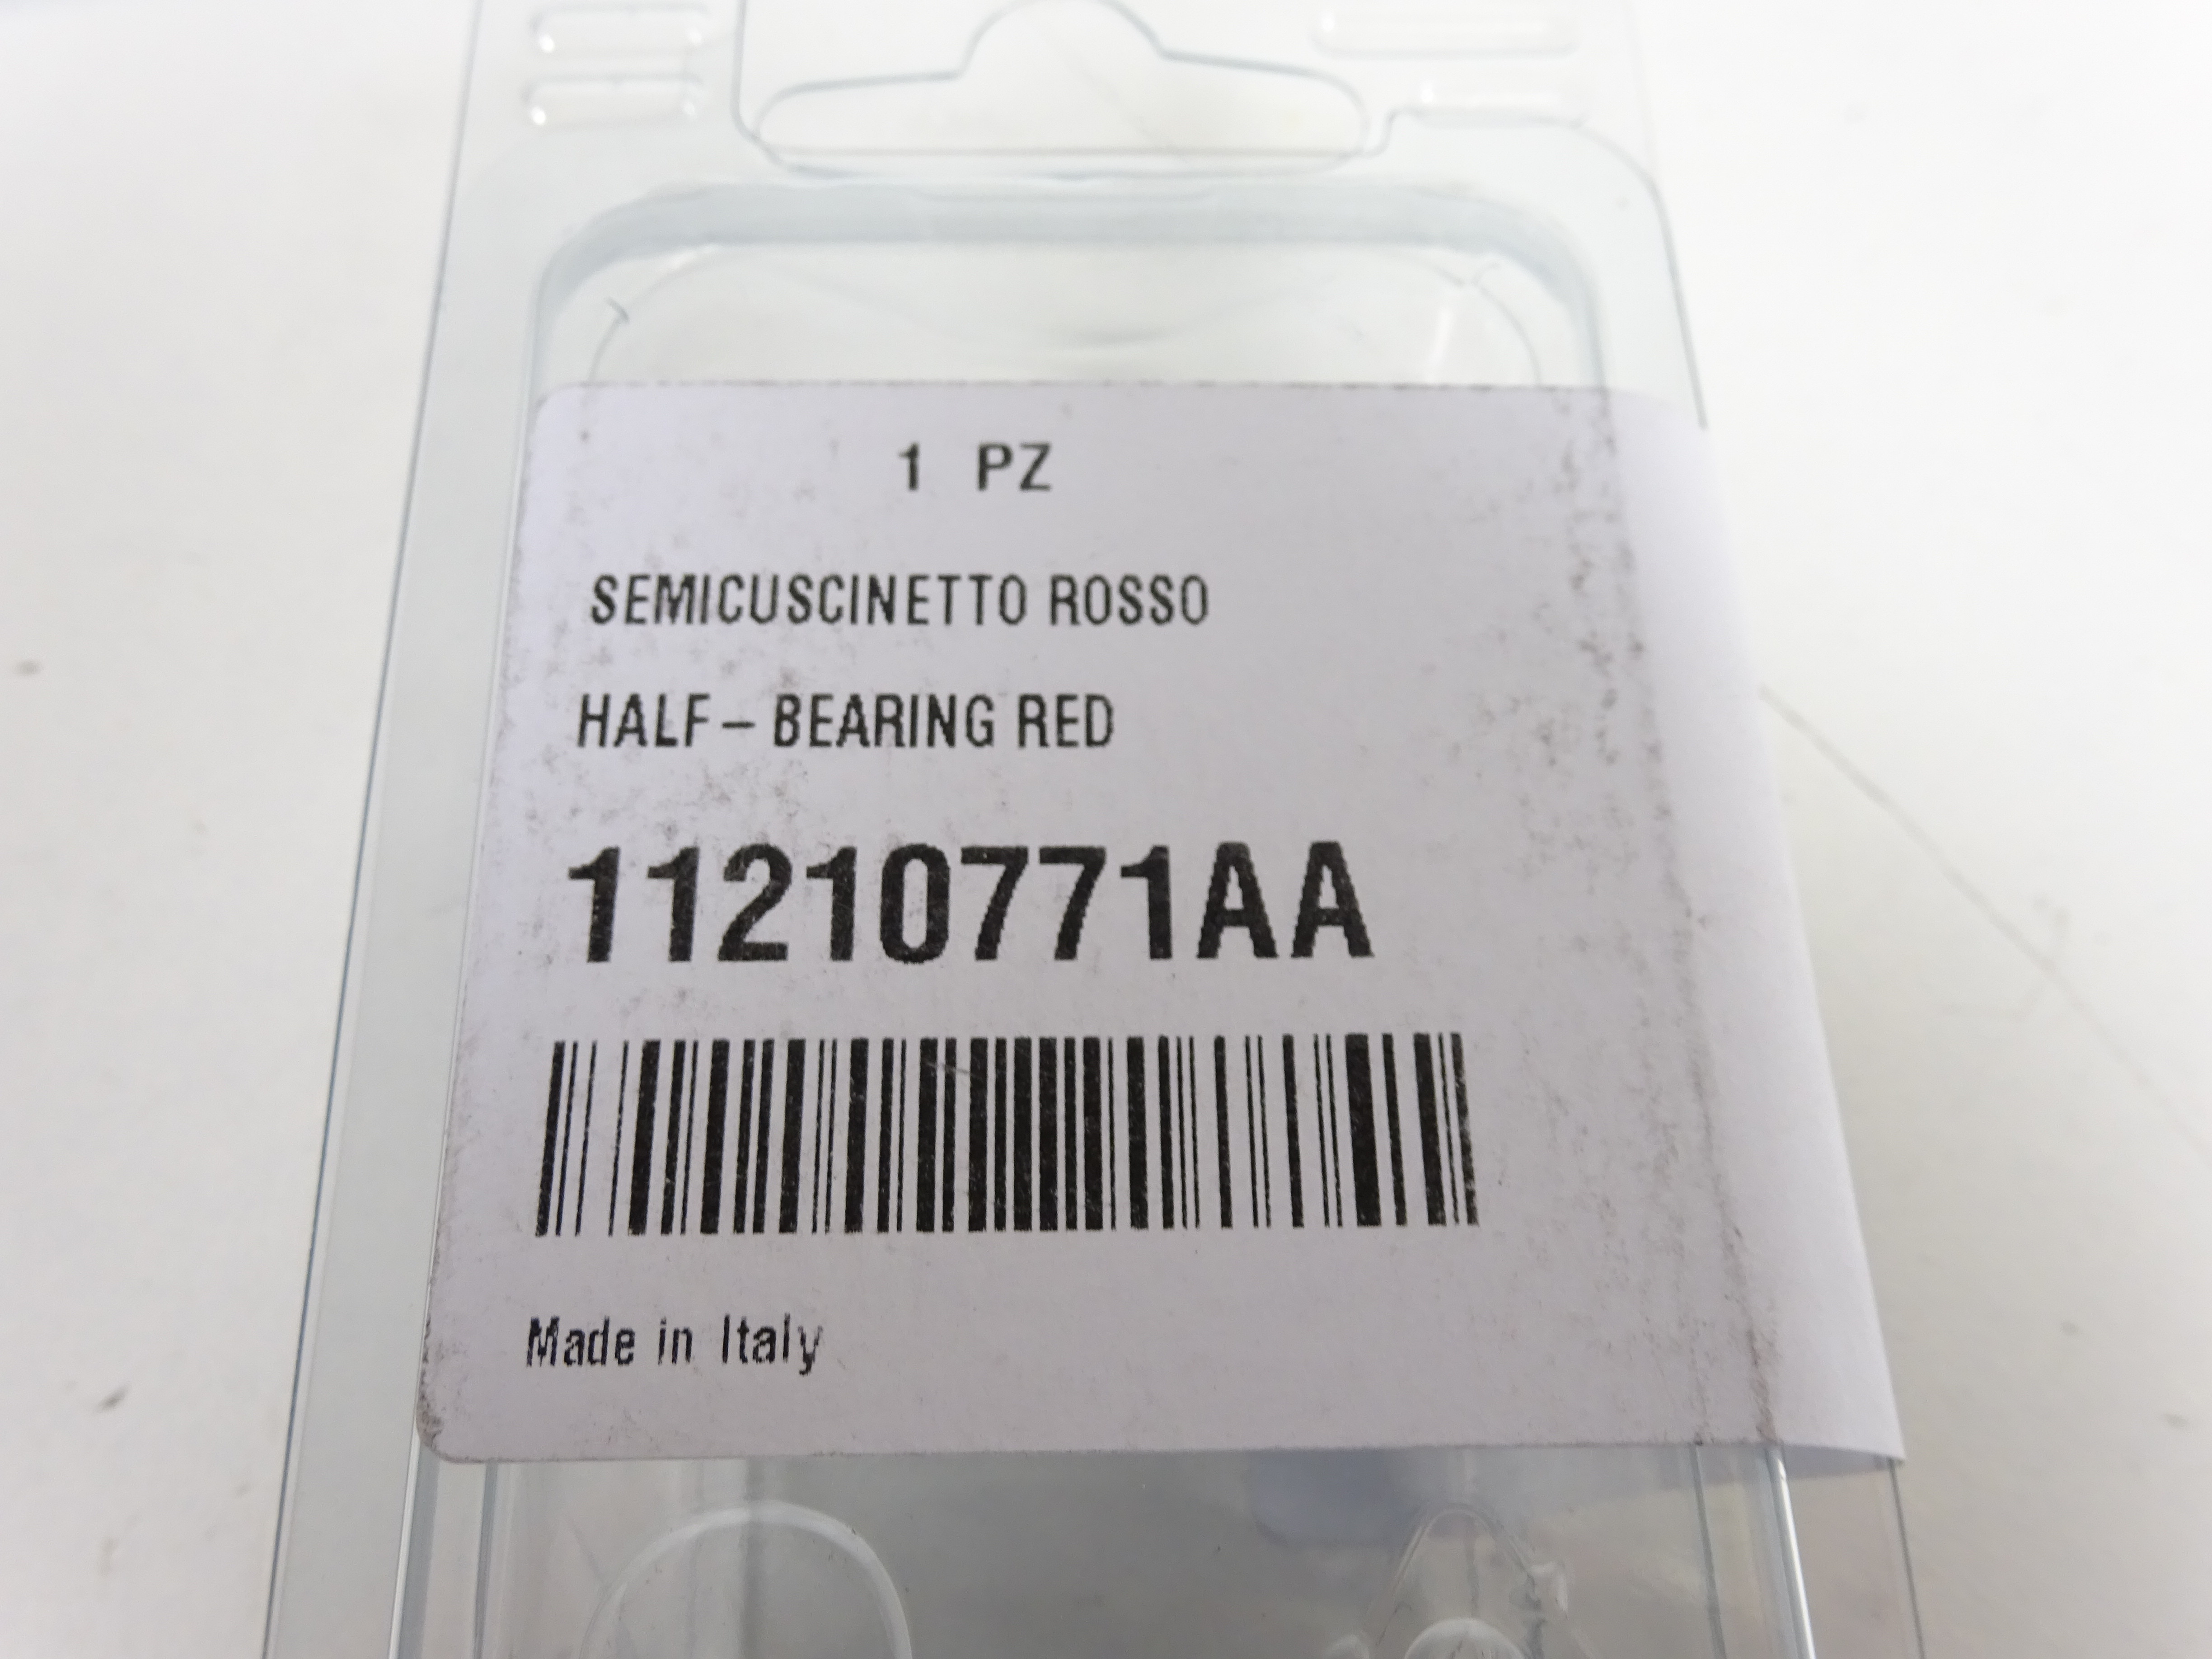 1 PZ
SEMICUSCINETTO ROSSO
HALF - BEARING RED
11210771AA
Made in Italy